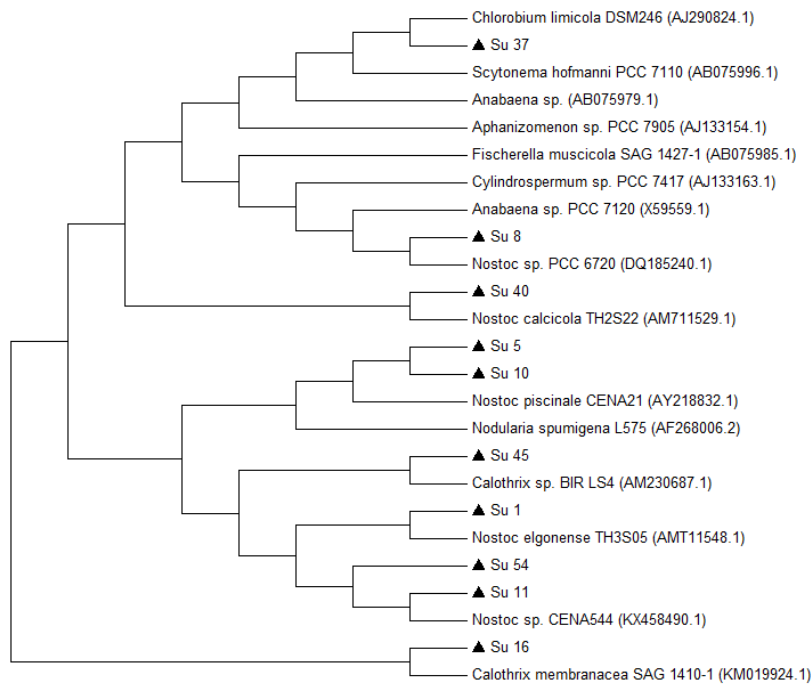 Chlorobium limicola DSM246 (AJ290824.1)
Su 37
Scytonema hofmanni PCC 7110 (AB075996.1)
Anabaena sp. (AB075979.1)
Aphanizomenon sp. PCC 7905 (AJ133154.1)
Fischerella muscicola SAG 1427-1 (AB075985.1)
Cylindrospermum sp. PCC 7417 (AJ133163.1)
Anabaena sp. PCC 7120 (X59559.1)
Su 8
Nostoc sp. PCC 6720 (DQ185240.1)
Su 40
Nostoc calcicola TH2S22 (AM711529.1)
Su 5
Su 10
Nostoc piscinale CENA21 (AY218832.1)
Nodularia spumigena L575 (AF268006.2)
Su 45
Calothrix sp. BIR LS4 (AM230687.1)
Su 1
Nostoc elgonense TH3S05 (AMT11548.1)
Su 54
Su 11
Nostoc sp. CENA544 (KX458490.1)
Su 16
Calothrix membranacea SAG 1410-1 (KM019924.1)